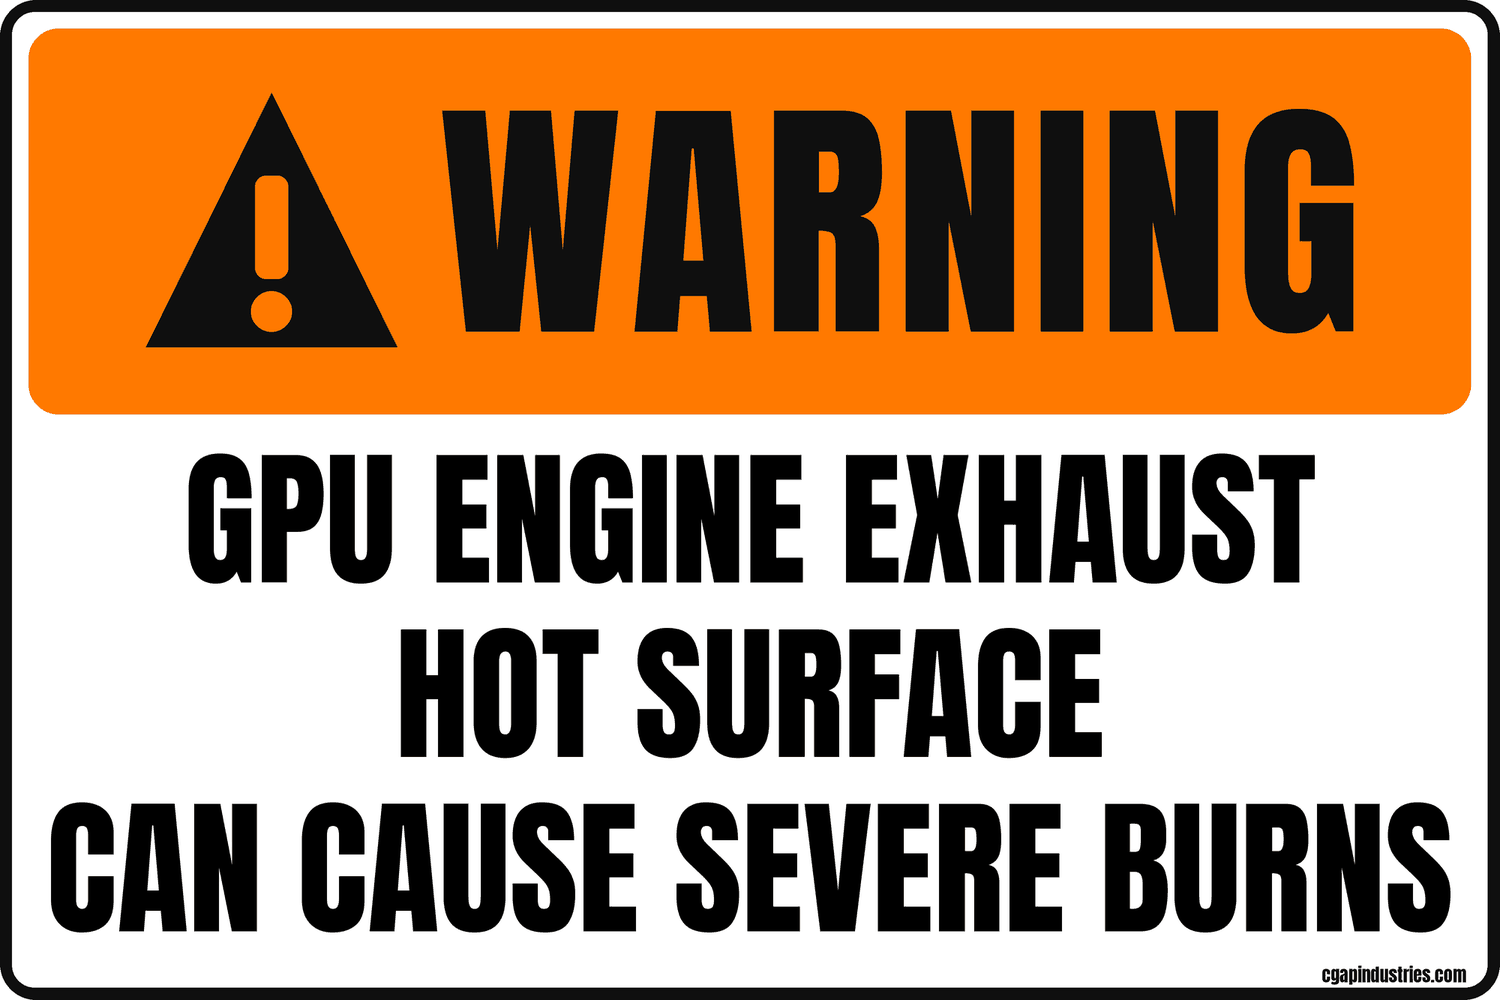 WARNING
GPU ENGINE EXHAUST
HOT SURFACE
CAN CAUSE SEVERE BURNS
cgapindustries.com